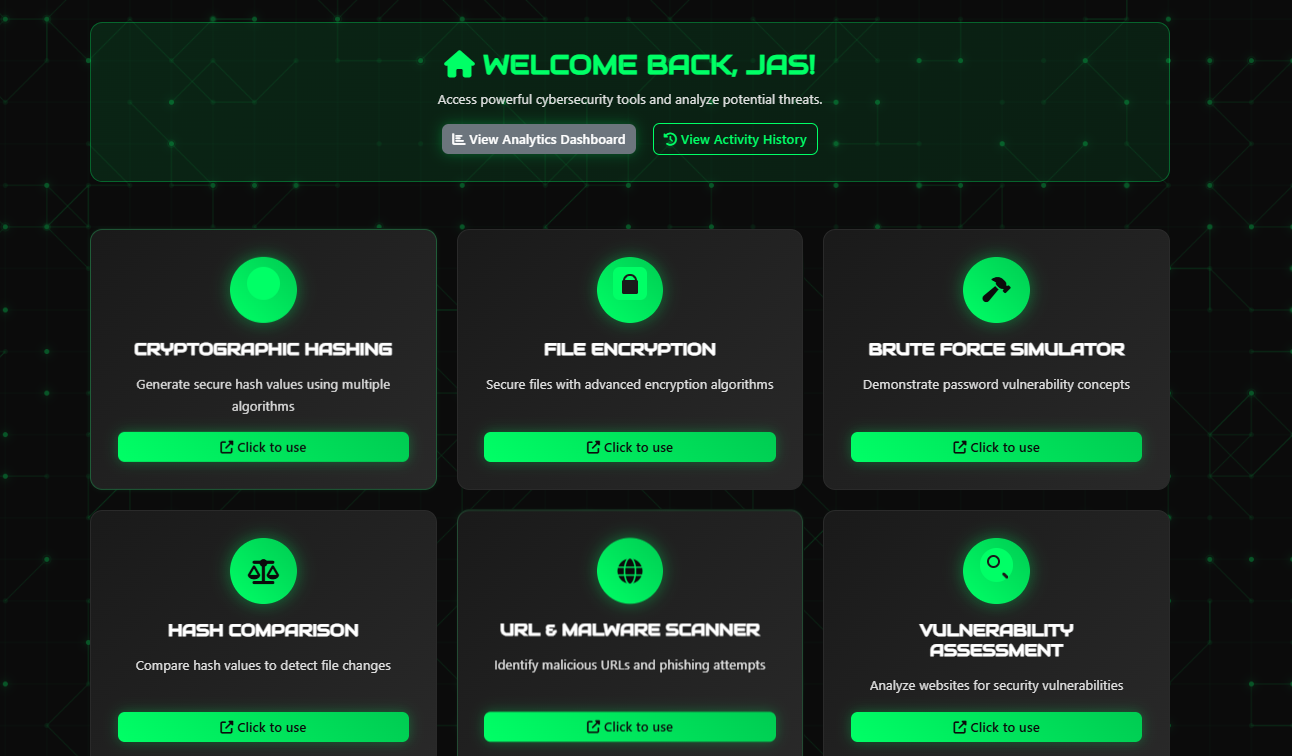 WELCOME BACK, JAS!
Access powerful cybersecurity tools and analyze potential threats.
View Analytics Dashboard
View Activity History
CRYPTOGRAPHIC HASHING
Generate secure hash values using multiple
algorithms
Click to use
FILE ENCRYPTION
Secure files with advanced encryption algorithms
Click to use
BRUTE FORCE SIMULATOR
Demonstrate password vulnerability concepts
Click to use
HASH COMPARISON
Compare hash values to detect file changes
Click to use
URL & MALWARE SCANNER
Identify malicious URLs and phishing attempts
Click to use
VULNERABILITY
ASSESSMENT
Analyze websites for security vulnerabilities
Click to use